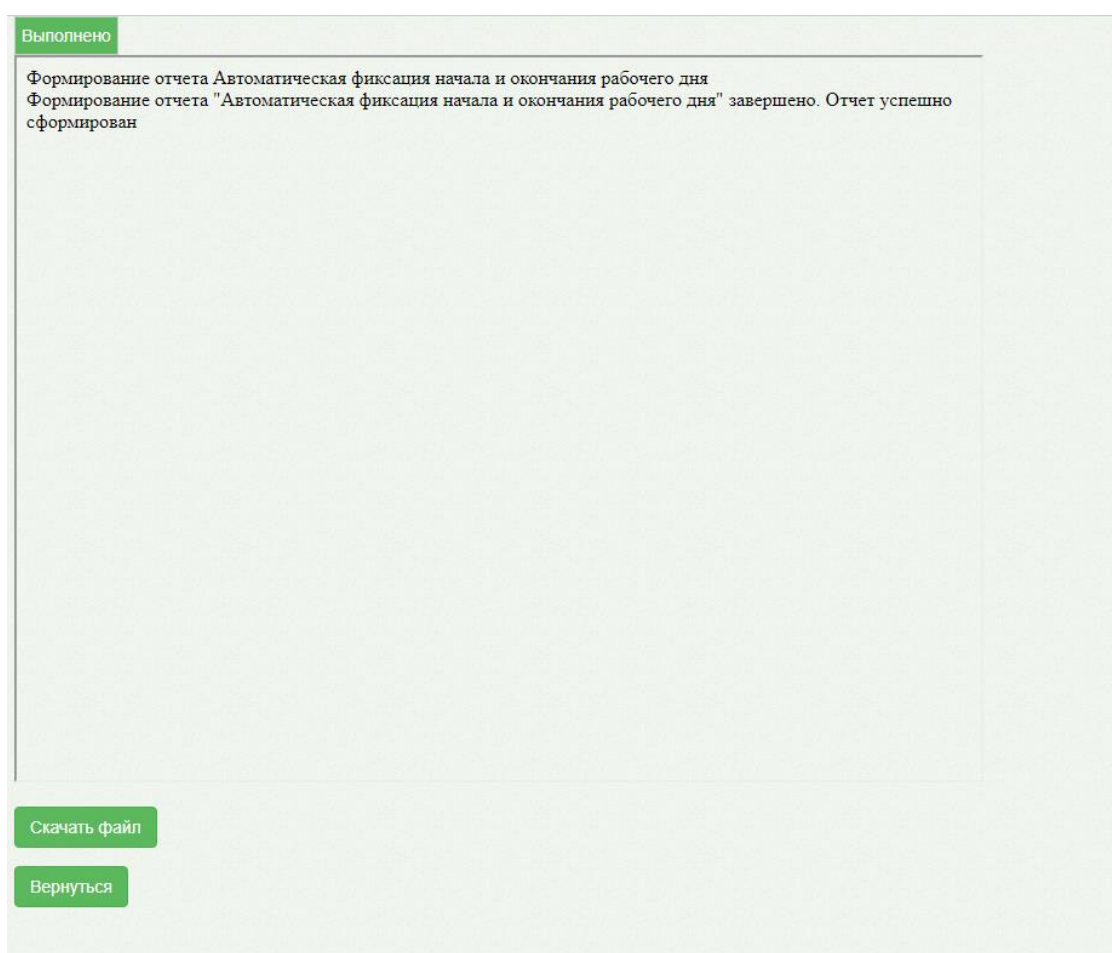 Выполнено
Формирование отчета Автоматическая фиксация начала и окончания рабочего дня
Формирование отчета "Автоматическая фиксация начала и окончания рабочего дня" завершено. Отчет успешно
сформирован
Скачать файл
Вернуться